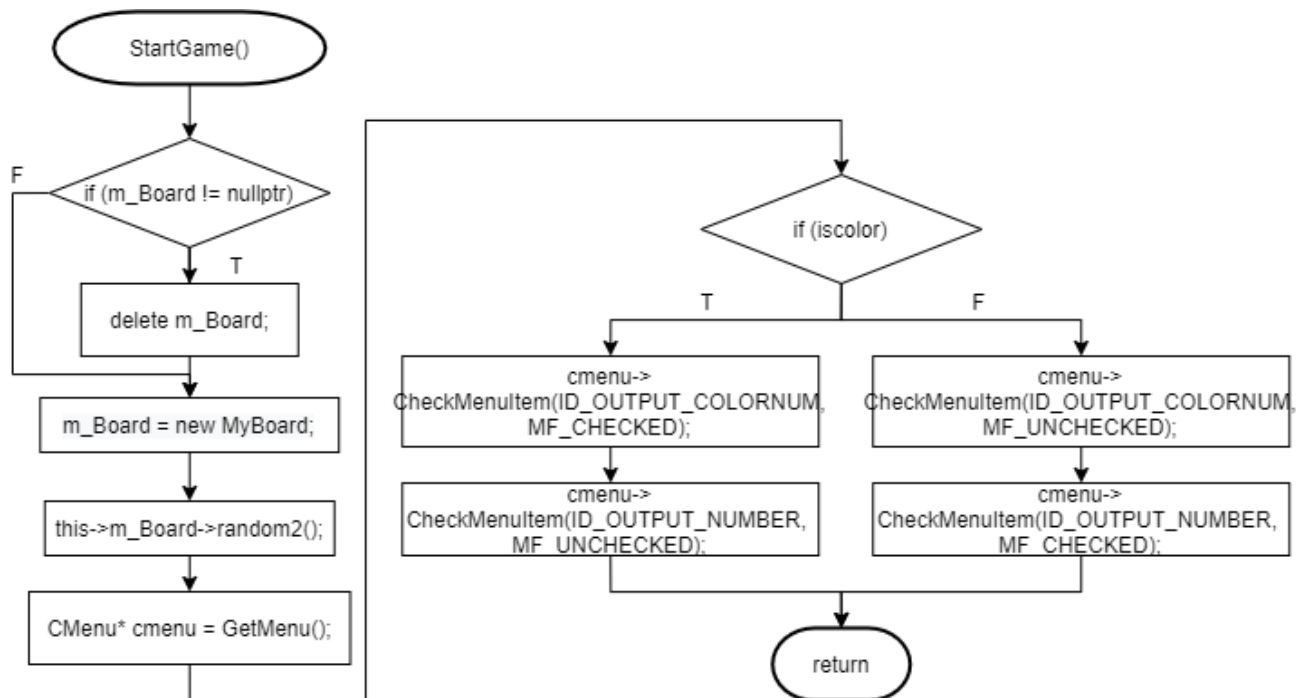 StartGame()
F
if (m_Board != nullptr)
T
delete m_Board;
m_Board = new MyBoard;
this->m_Board->random2();
CMenu* cmenu = GetMenu();
if (iscolor)
T
F
cmenu->
CheckMenuItem(ID_OUTPUT_COLORNUM,
MF_CHECKED);
cmenu->
CheckMenuItem(ID_OUTPUT_NUMBER,
MF_UNCHECKED);
cmenu->
CheckMenuItem(ID_OUTPUT_COLORNUM,
MF_UNCHECKED);
cmenu->
CheckMenuItem(ID_OUTPUT_NUMBER,
MF_CHECKED);
return